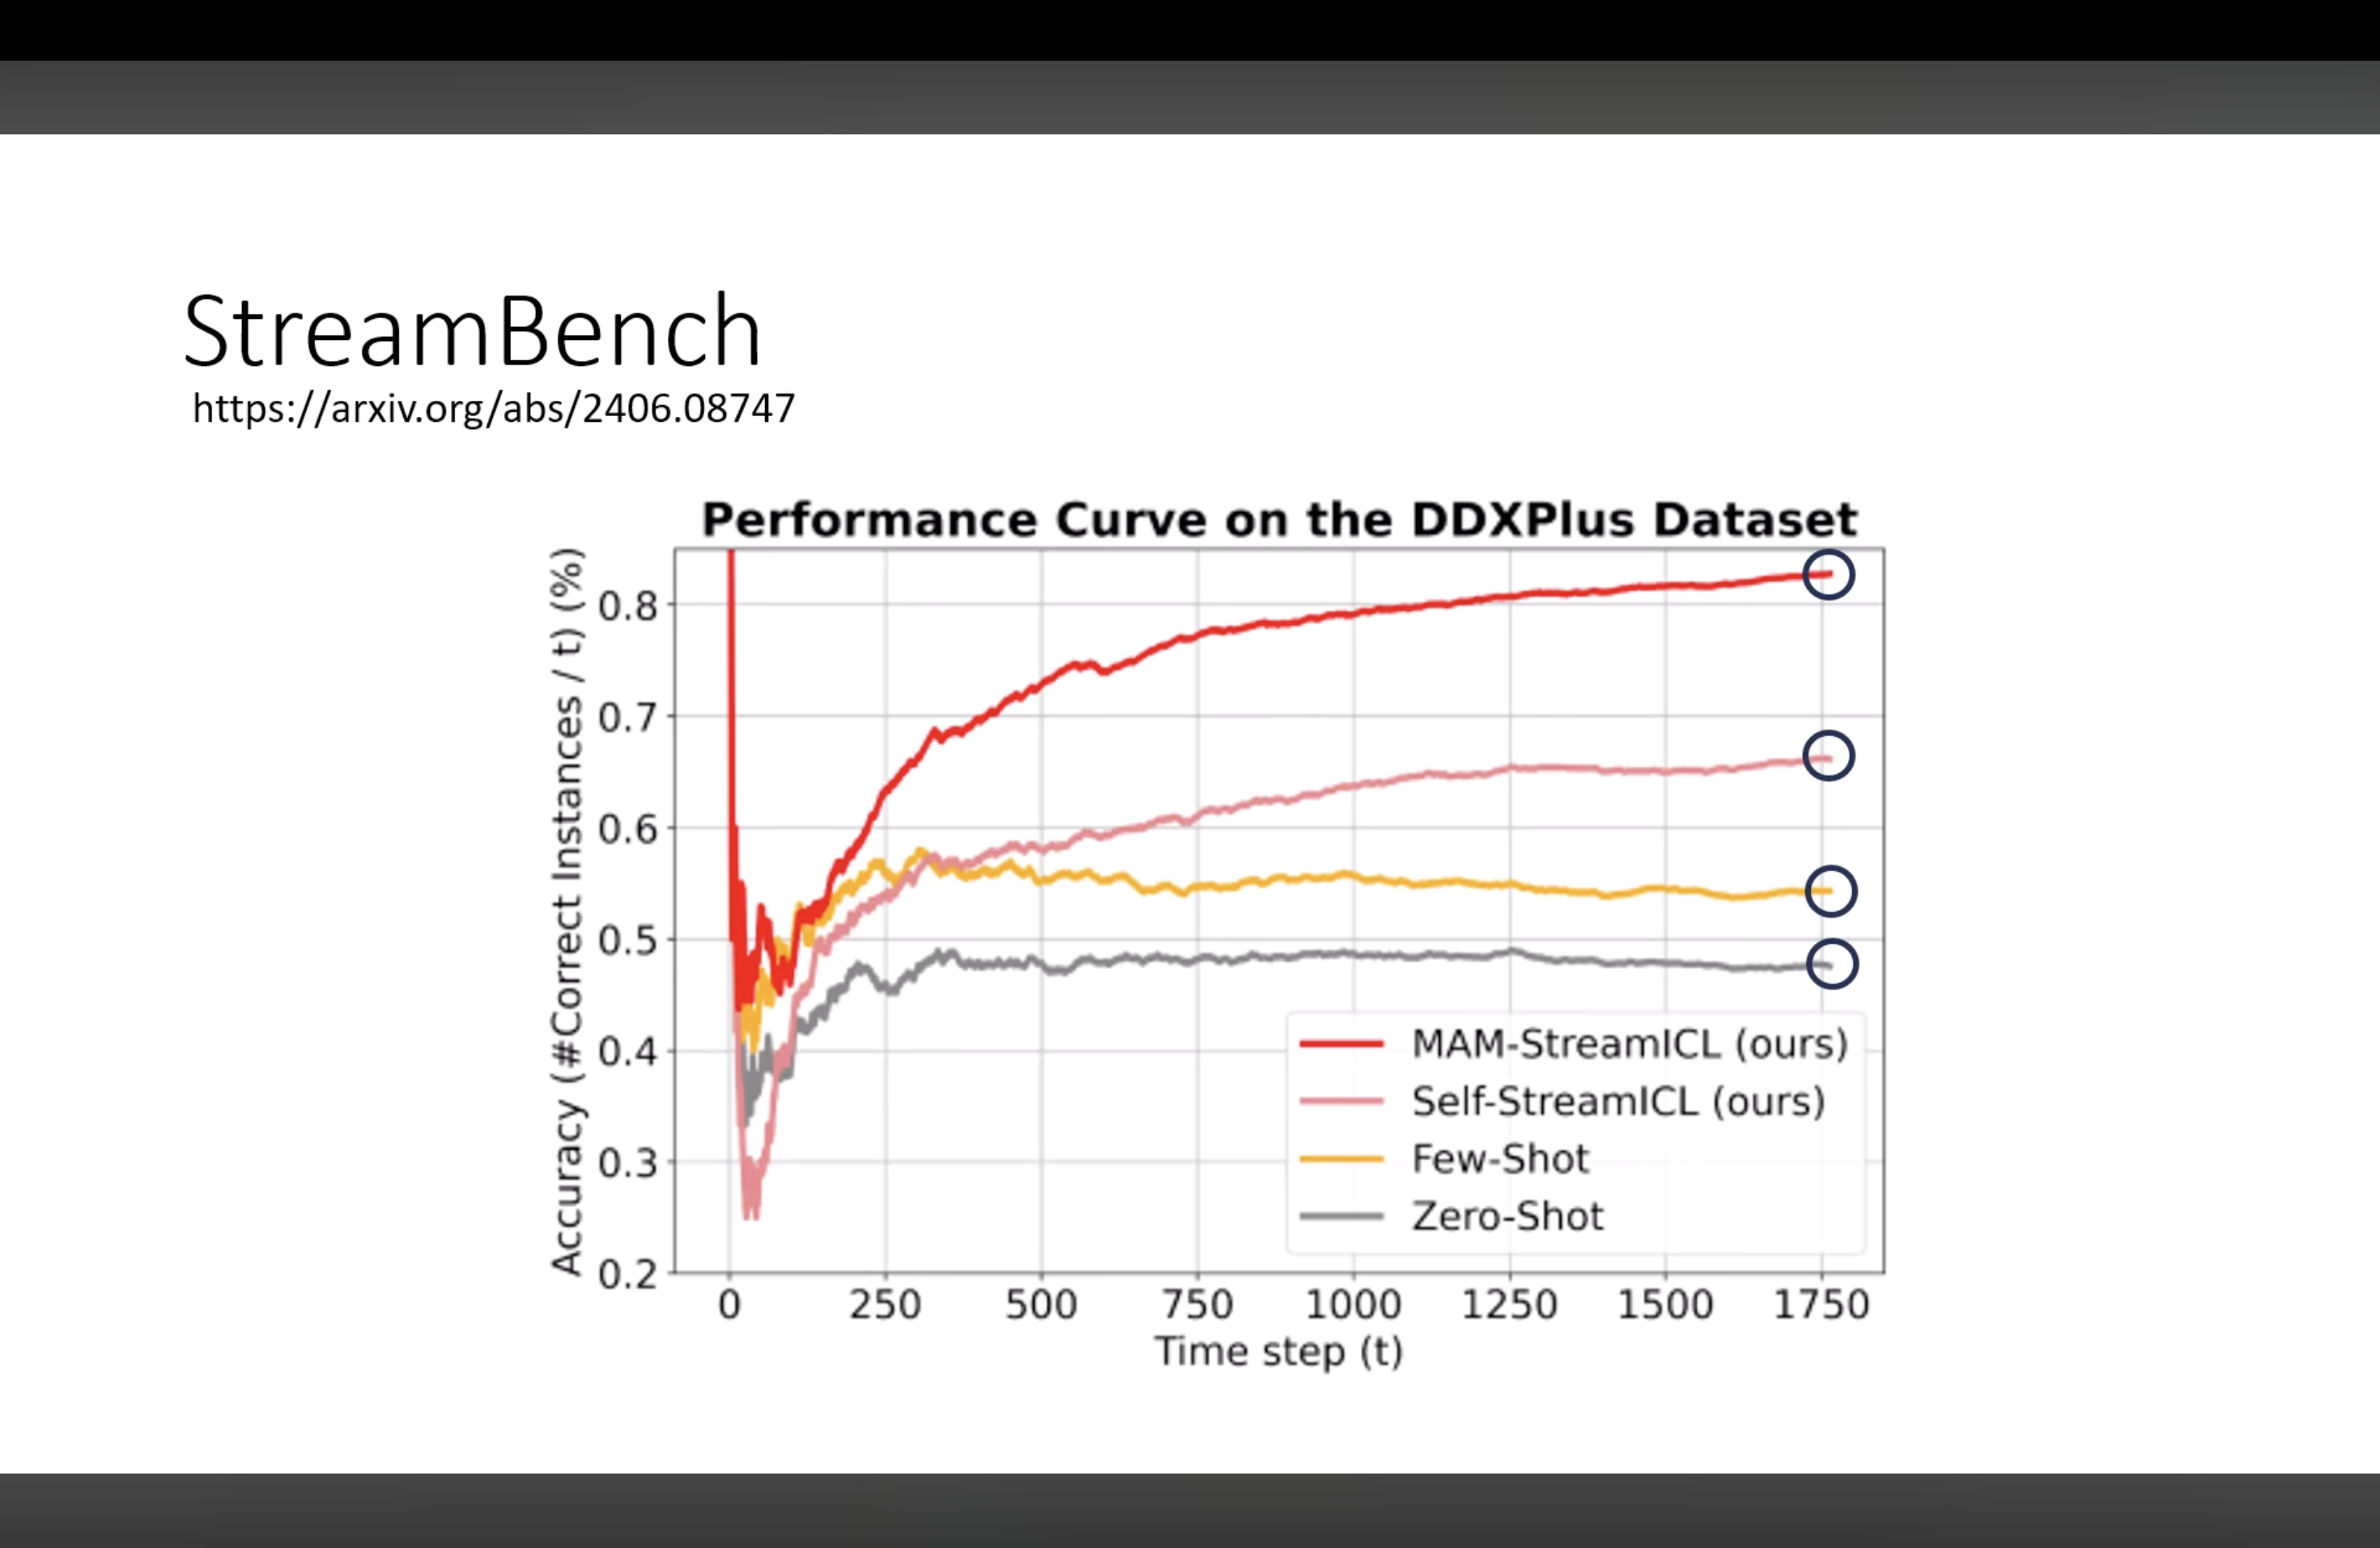 StreamBench
https://arxiv.org/abs/2406.08747
Performance Curve on the DDXPlus Dataset
Accuracy (#Correct Instances / t) (%)
0.8
0.7
0.6
0.5
0.4
0.3
0.2
MAM-StreamICL (ours)
Self-StreamICL (ours)
Few-Shot
Zero-Shot
0 250 500 750 1000 1250 1500 1750
Time step (t)